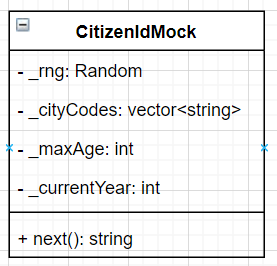 CitizenIdMock
- _rng: Random
- _cityCodes: vector<string>
- _maxAge: int
- _currentYear: int
+ next(): string